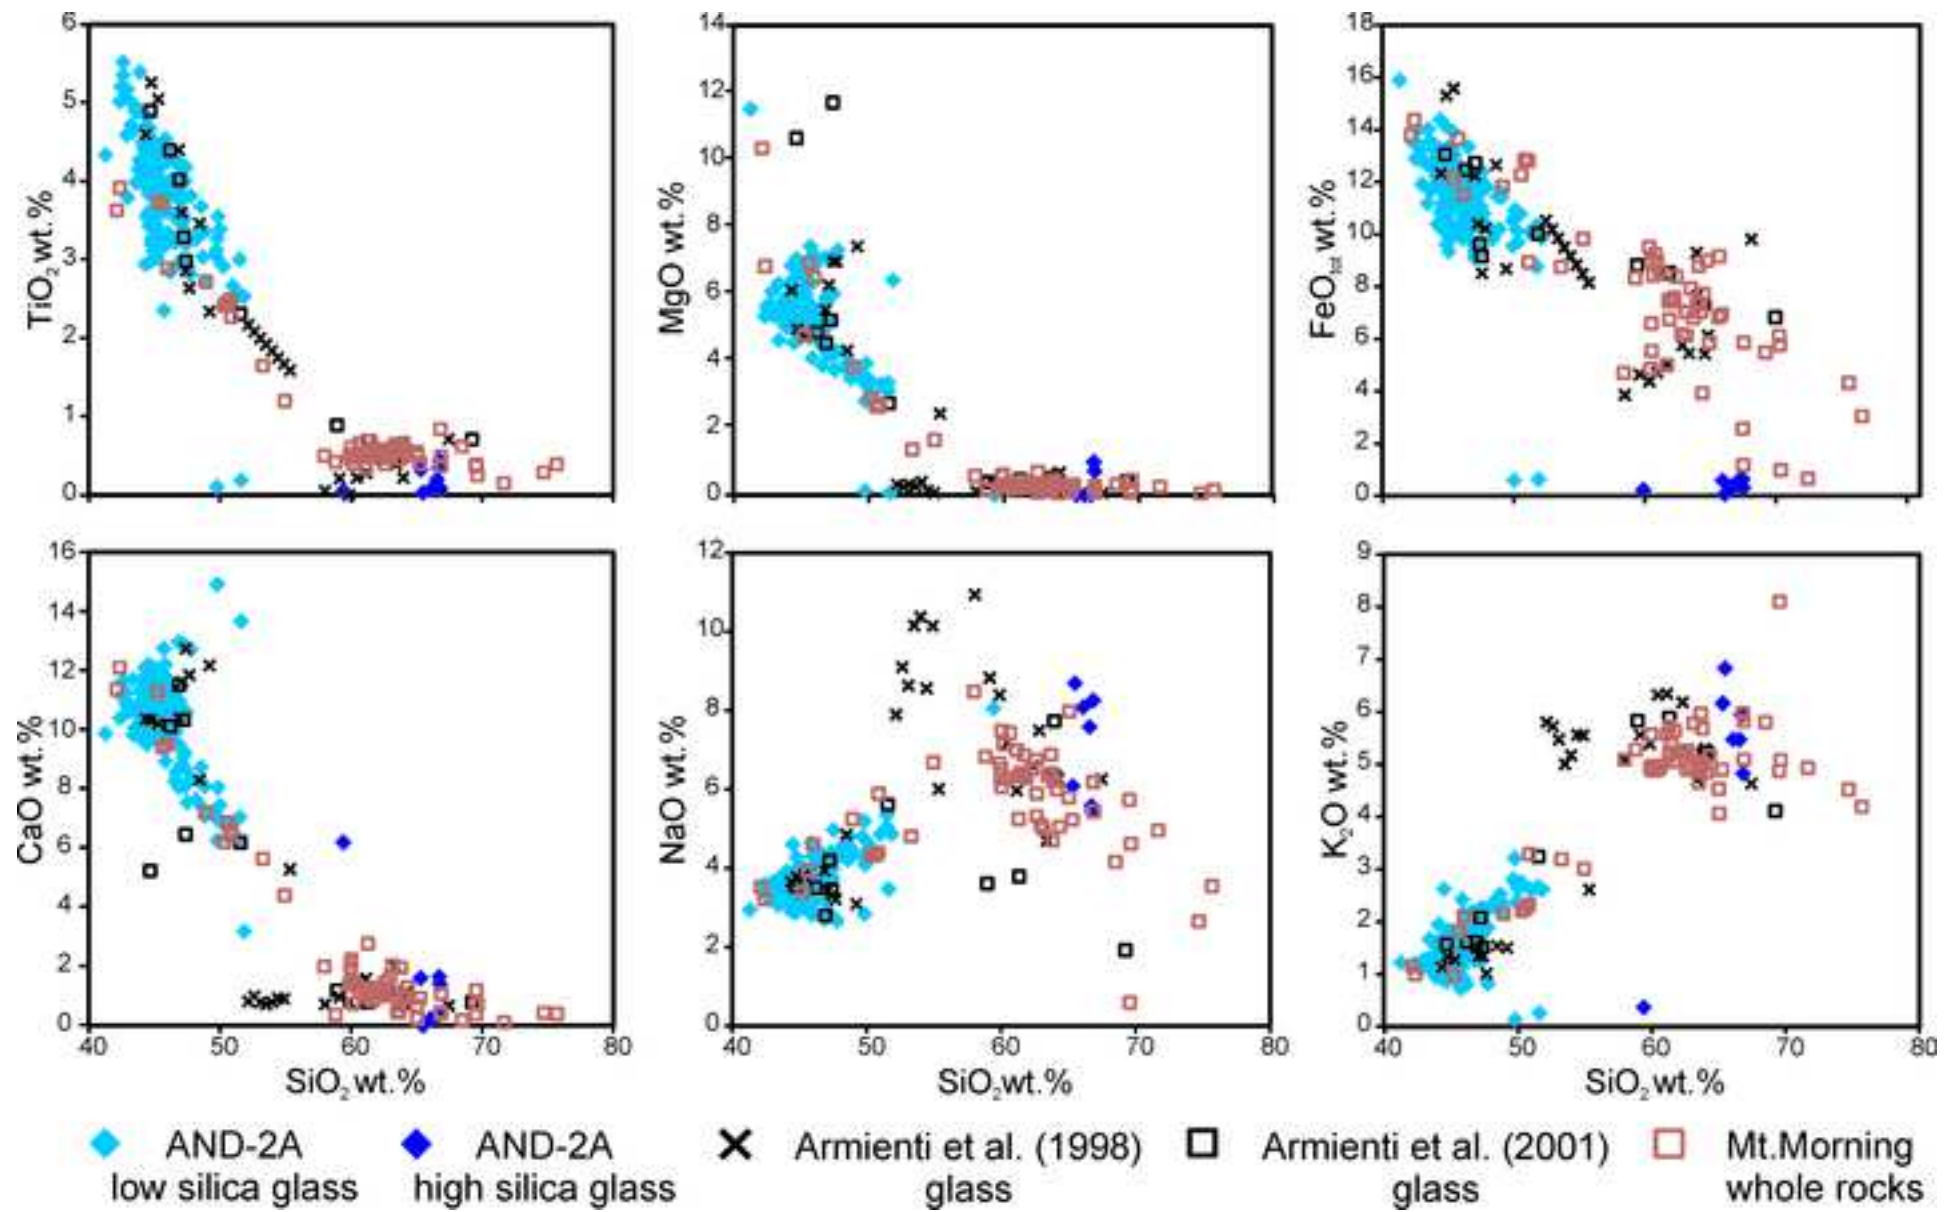 6
5
4
3
2
1
0
TiO2 wt.%
14
12
10
8
6
4
2
0
MgO wt.%
18
16
14
12
10
8
6
4
2
0
FeOtot wt.%
16
14
12
10
8
6
4
2
0
CaO wt.%
40 50 60 70 80
SiO2 wt.%
12
10
8
6
4
2
0
NaO wt.%
40 50 60 70 80
SiO2 wt.%
9
8
7
6
5
4
3
2
1
0
K2O wt.%
40 50 60 70 80
SiO2 wt.%
AND-2A
low silica glass
AND-2A
high silica glass
Armienti et al. (1998)
glass
Armienti et al. (2001)
glass
Mt.Morning
whole rocks